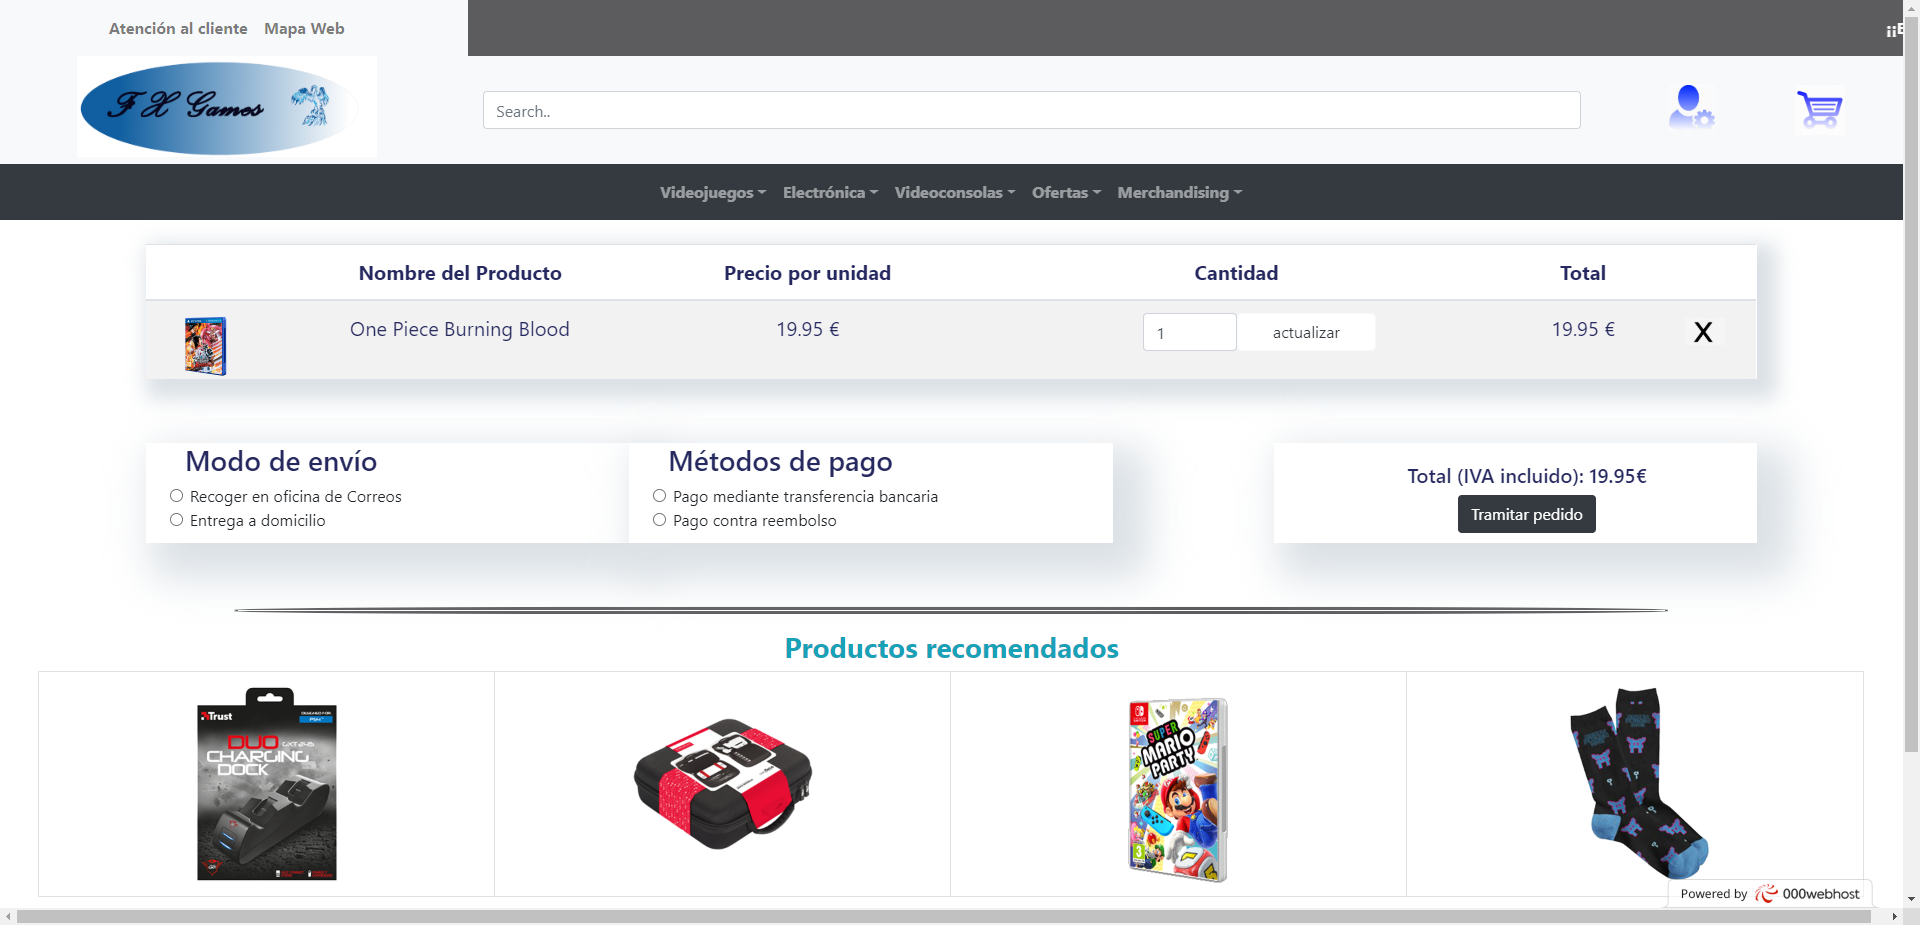 Atención al cliente Mapa Web
F X Games
Search..
Videojuegos Electrónica Videoconsolas Ofertas Merchandising
Nombre del Producto Precio por unidad Cantidad Total
One Piece Burning Blood 19.95 € 1 actualizar 19.95 € X
Modo de envío
Recoger en oficina de Correos
Entrega a domicilio
Métodos de pago
Pago mediante transferencia bancaria
Pago contra reembolso
Total (IVA incluido): 19.95€
Tramitar pedido
Productos recomendados
Trust
DUO GXT 245
CHARGING
DOCK
SUPER
MARIO
PARTY
3
Powered by 000webhost